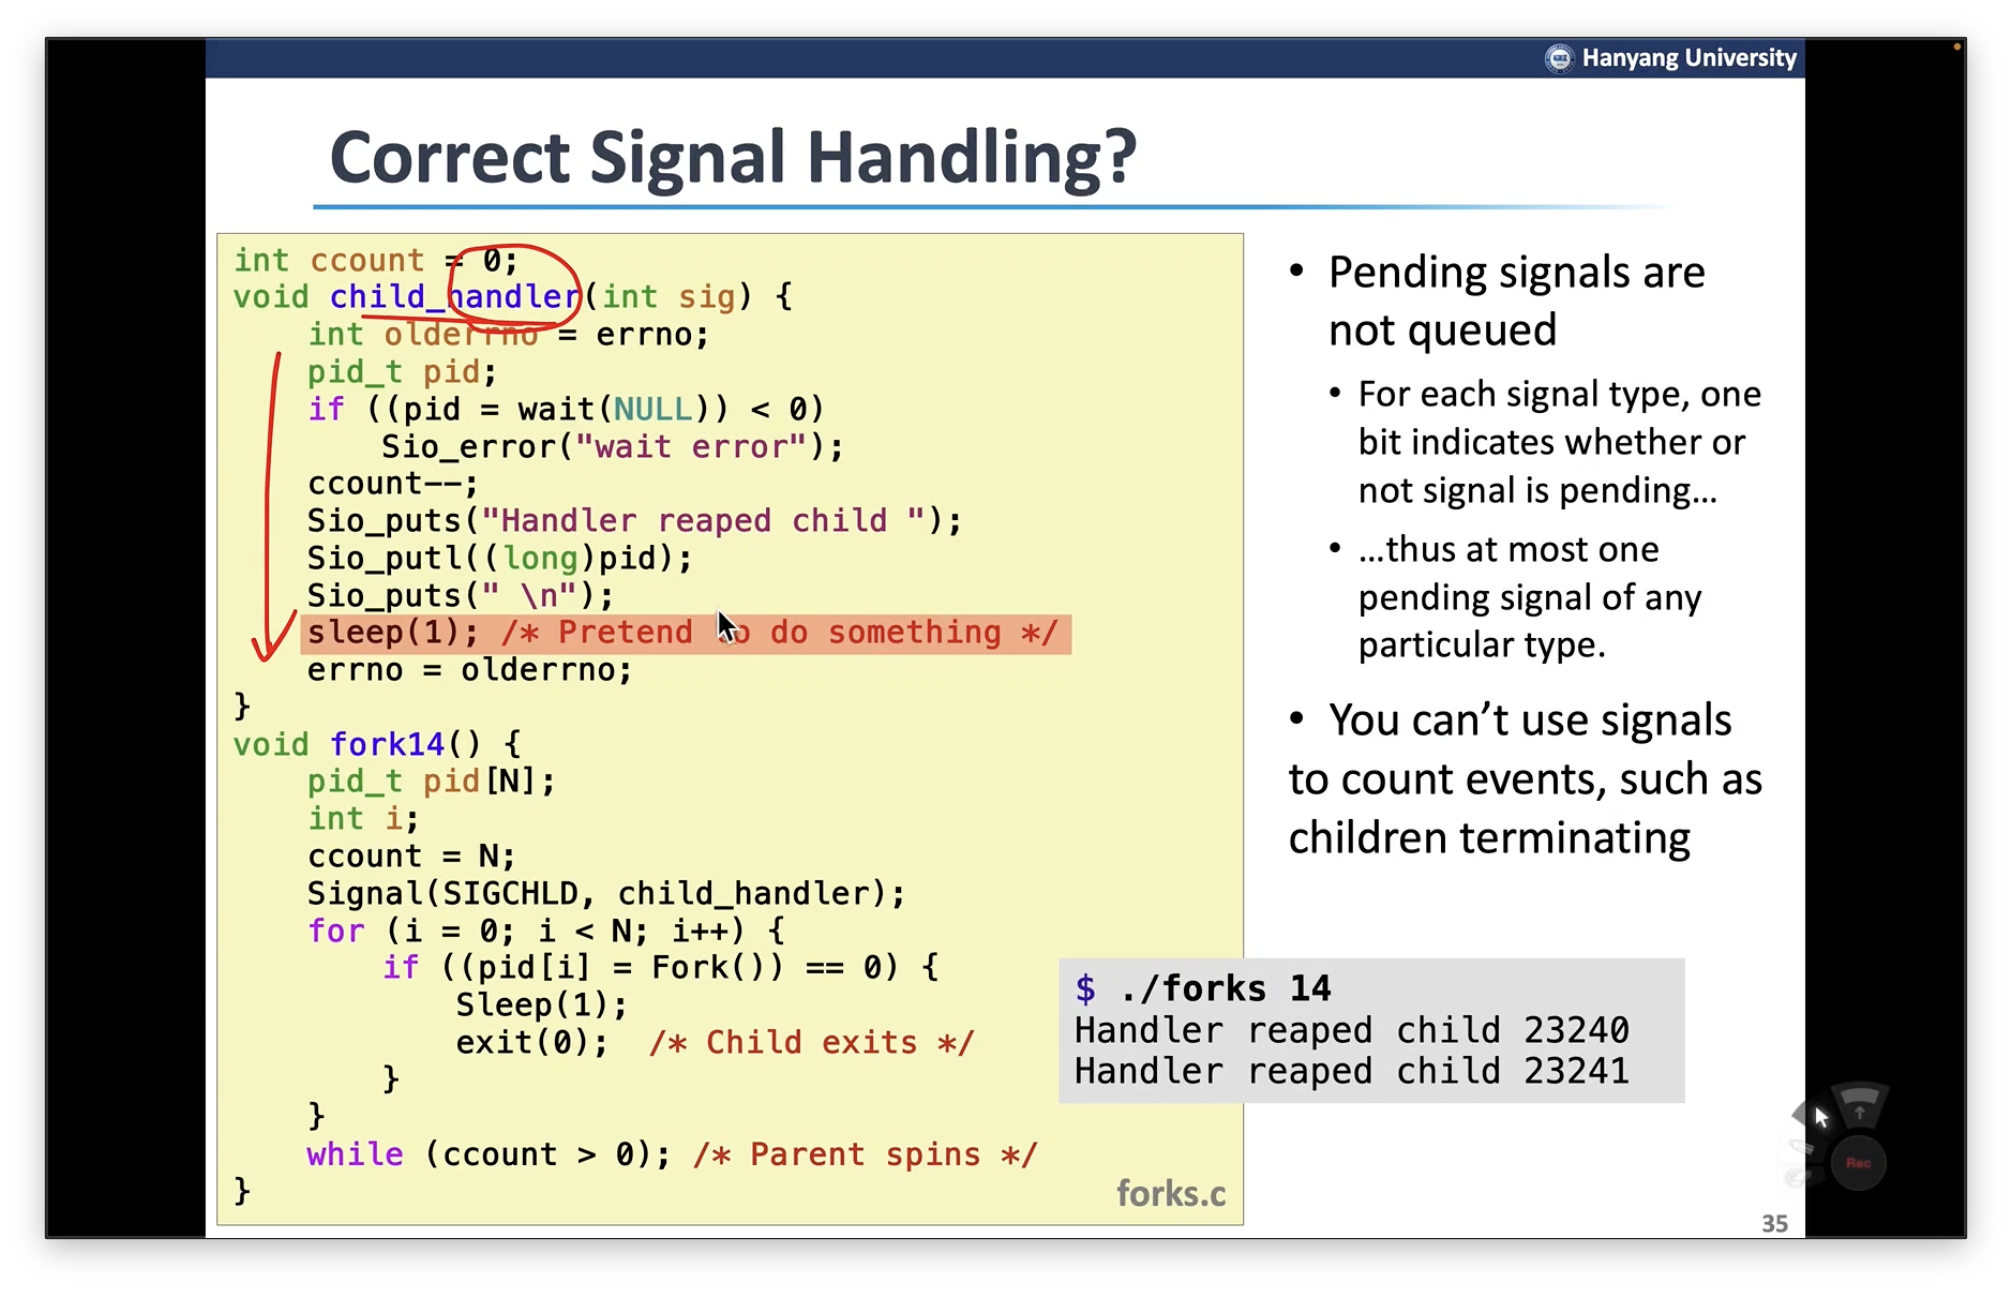 Hanyang University
Correct Signal Handling?
int ccount = 0;
void child_handler(int sig) {
    int olderrno = errno;
    pid_t pid;
    if ((pid = wait(NULL)) < 0)
        Sio_error("wait error");
    ccount--;
    Sio_puts("Handler reaped child ");
    Sio_putl((long)pid);
    Sio_puts(" \n");
    sleep(1); /* Pretend to do something */
    errno = olderrno;
}
void fork14() {
    pid_t pid[N];
    int i;
    ccount = N;
    Signal(SIGCHLD, child_handler);
    for (i = 0; i < N; i++) {
        if ((pid[i] = Fork()) == 0) {
            Sleep(1);
            exit(0);  /* Child exits */
        }
    }
    while (ccount > 0); /* Parent spins */
}
forks.c
• Pending signals are
not queued
• For each signal type, one
bit indicates whether or
not signal is pending…
• …thus at most one
pending signal of any
particular type.
• You can’t use signals
to count events, such as
children terminating
$ ./forks 14
Handler reaped child 23240
Handler reaped child 23241
Rec
35